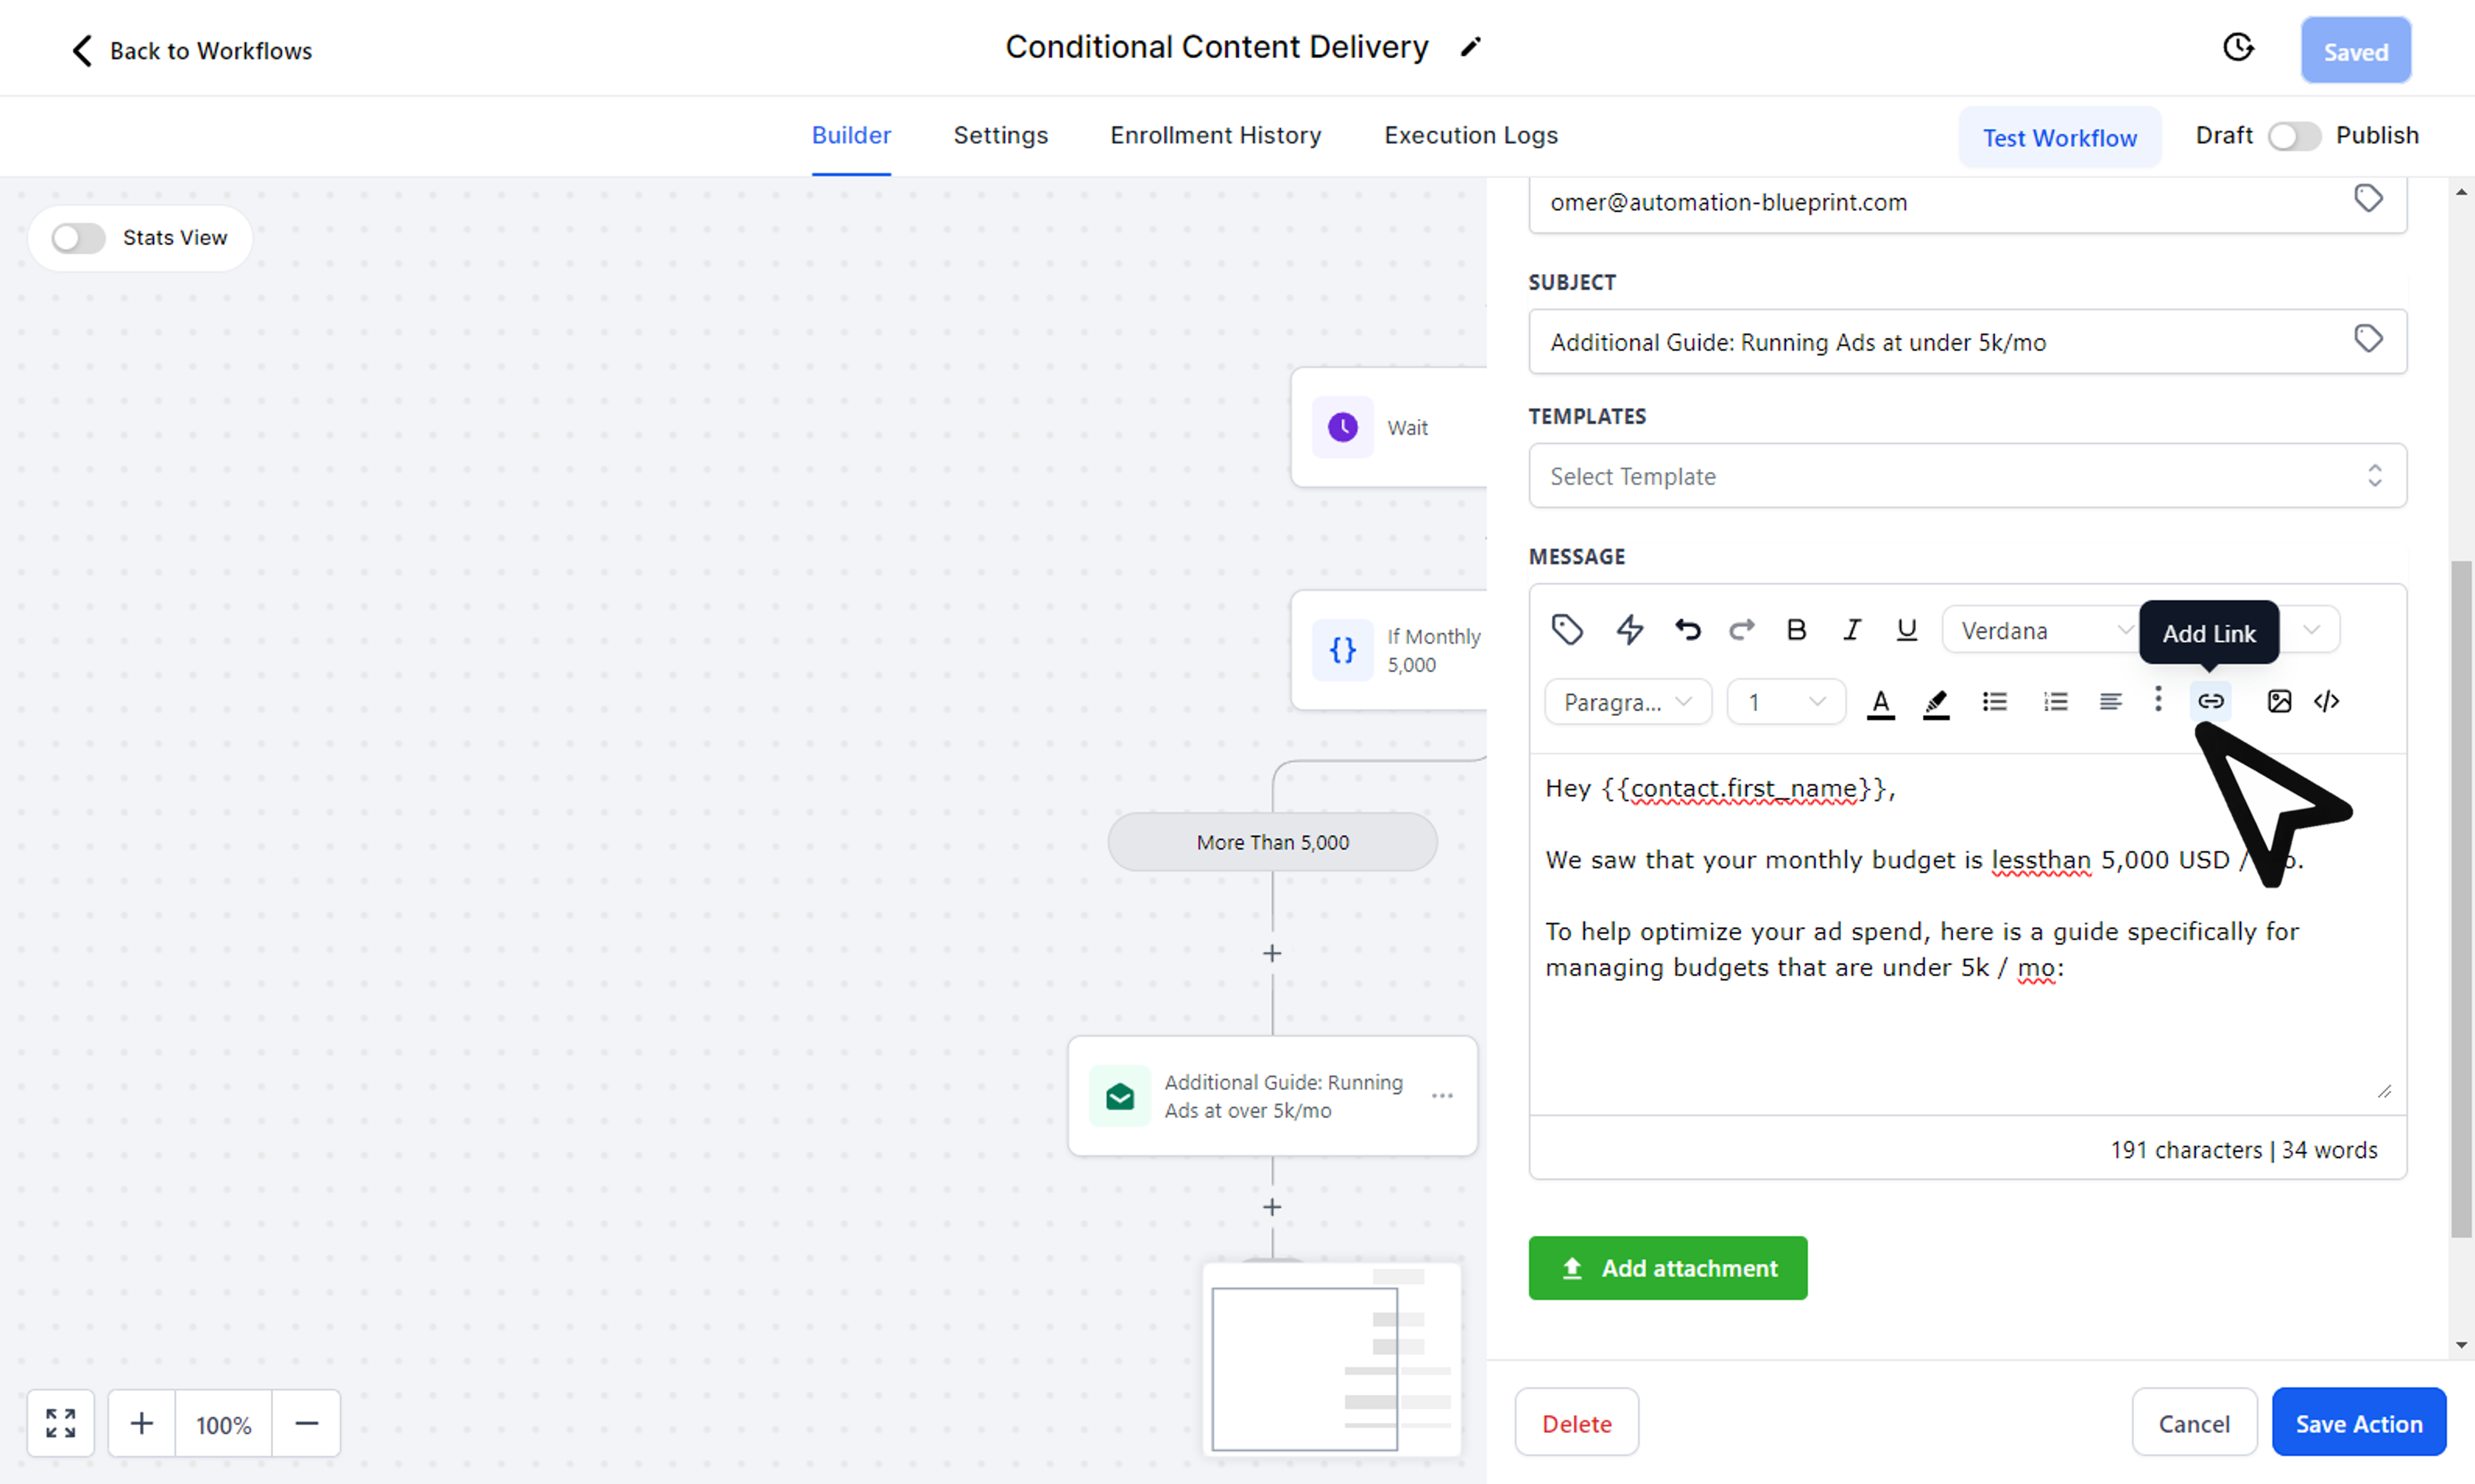 Back to Workflows
Conditional Content Delivery
Saved
Builder
Settings
Enrollment History
Execution Logs
Test Workflow
Draft
Publish
Stats View
Wait
If Monthly
5,000
More Than 5,000
Additional Guide: Running
Ads at over 5k/mo
100%
omer@automation-blueprint.com
SUBJECT
Additional Guide: Running Ads at under 5k/mo
TEMPLATES
Select Template
MESSAGE
B I U
Verdana
Add Link
Paragra...
1
A
Hey {{contact.first_name}},
We saw that your monthly budget is lessthan 5,000 USD /
To help optimize your ad spend, here is a guide specifically for
managing budgets that are under 5k / mo:
191 characters | 34 words
Add attachment
Delete
Cancel
Save Action